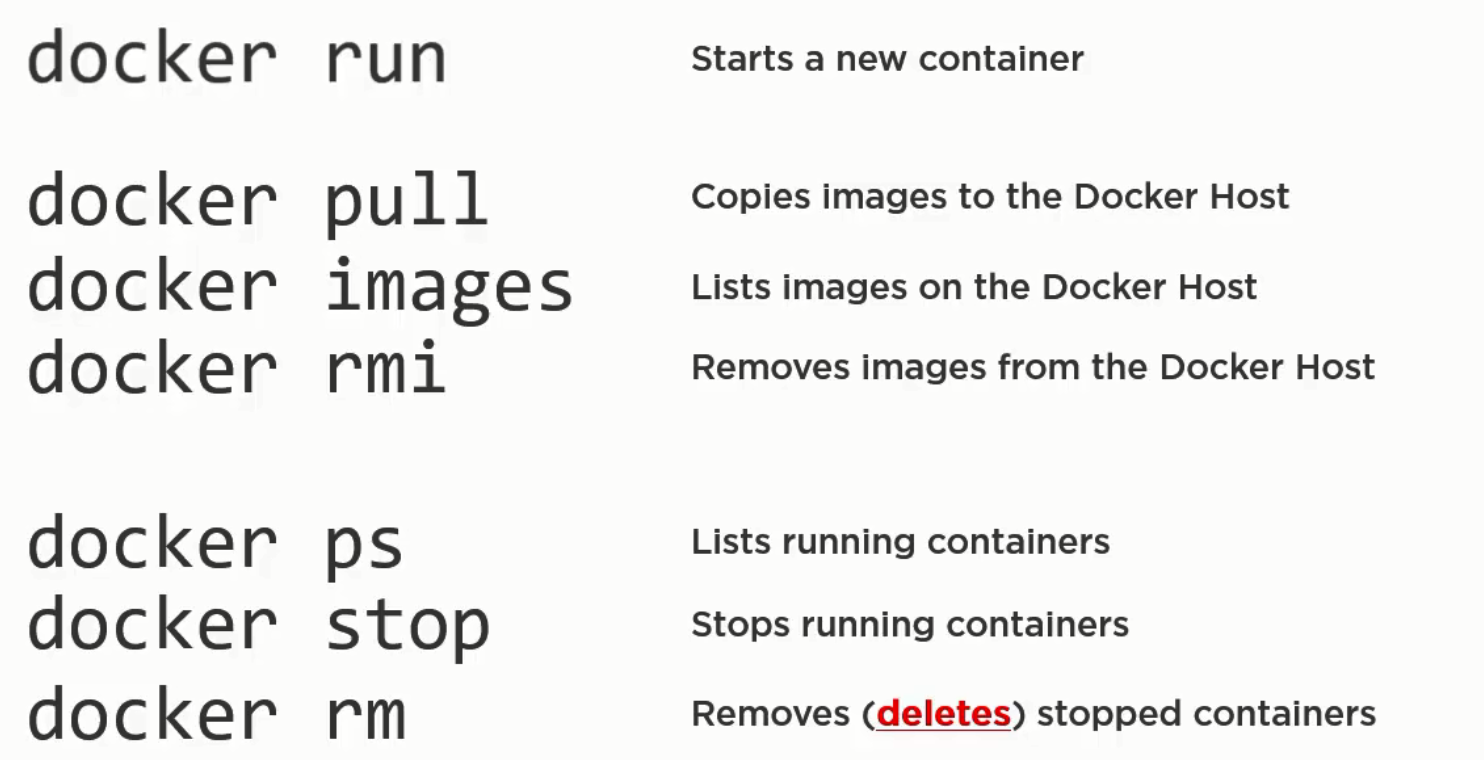 docker run Starts a new container
docker pull Copies images to the Docker Host
docker images Lists images on the Docker Host
docker rmi Removes images from the Docker Host
docker ps Lists running containers
docker stop Stops running containers
docker rm Removes (deletes) stopped containers